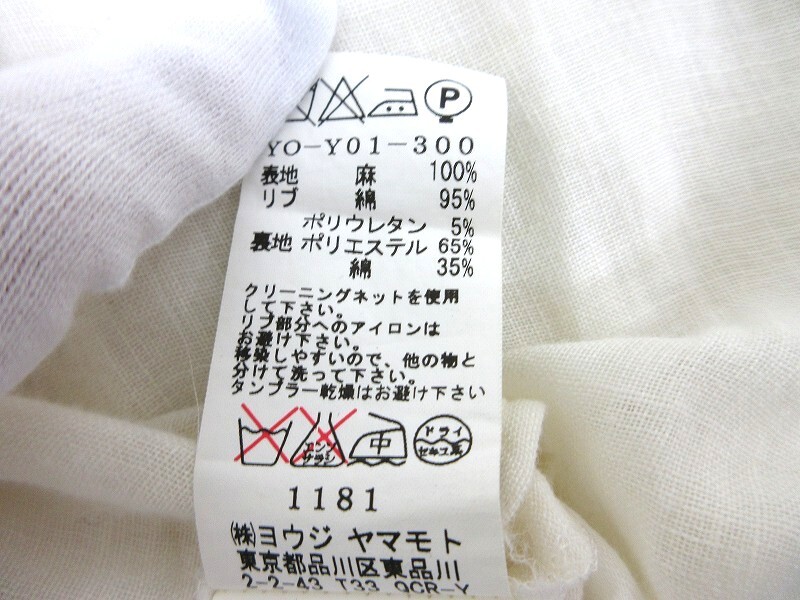 P
YO-Y01-300
表地 麻 100%
リブ 綿 95%
ポリウレタン 5%
裏地 ポリエステル 65%
綿 35%
クリーニングネットを使用
して下さい。
リブ部分へのアイロンは
お避け下さい。
移染しやすいので、他の物と
分けて洗って下さい。
タンブラー乾燥はお避け下さい
エンソ サラシ 中 ドライ セキユ系
1181
㈱ヨウジ ヤマモト
東京都品川区東品川
2-2-43 T33 QCR-Y